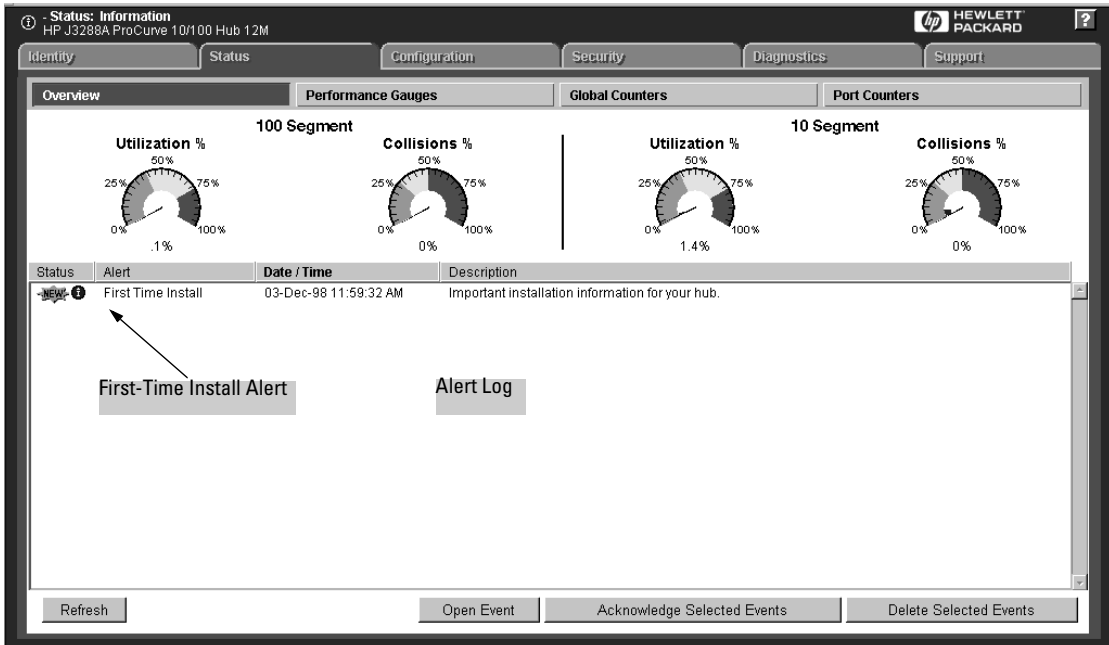 - Status: Information
HP J3288A ProCurve 10/100 Hub 12M
hp HEWLETT PACKARD
?
Identity Status Configuration Security Diagnostics Support
Overview Performance Gauges Global Counters Port Counters
100 Segment 10 Segment
Utilization % Collisions % Utilization % Collisions %
50% 50% 50% 50%
25% 75% 25% 75% 25% 75% 25% 75%
0% 100% 0% 100% 0% 100% 0% 100%
.1% 0% 1.4% 0%
Status Alert Date / Time Description
NEW First Time Install 03-Dec-98 11:59:32 AM Important installation information for your hub.
First-Time Install Alert Alert Log
Refresh Open Event Acknowledge Selected Events Delete Selected Events